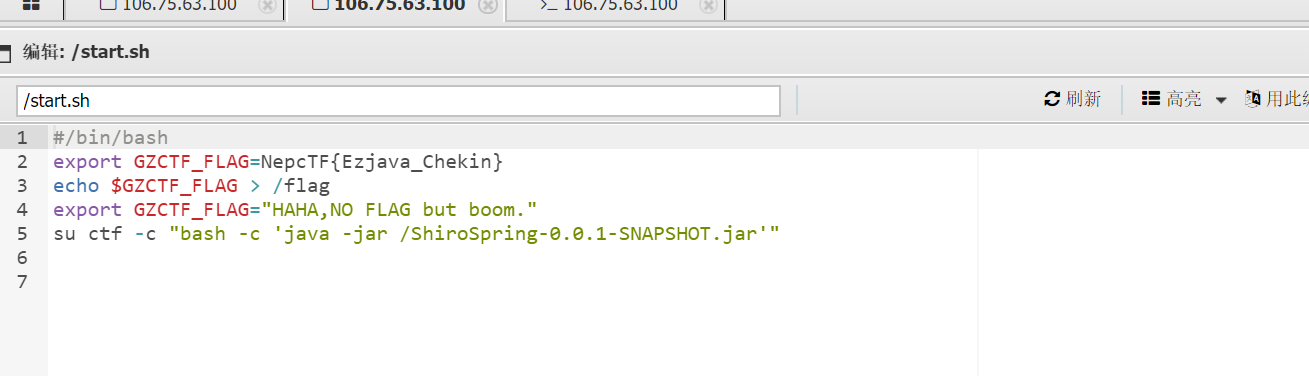 106.75.63.100 106.75.63.100 106.75.63.100
编辑: /start.sh
/start.sh 刷新 高亮 用此编
1 #/bin/bash
2 export GZCTF_FLAG=NepcTF{Ezjava_Chekin}
3 echo $GZCTF_FLAG > /flag
4 export GZCTF_FLAG="HAHA,NO FLAG but boom."
5 su ctf -c "bash -c 'java -jar /ShiroSpring-0.0.1-SNAPSHOT.jar'"
6
7